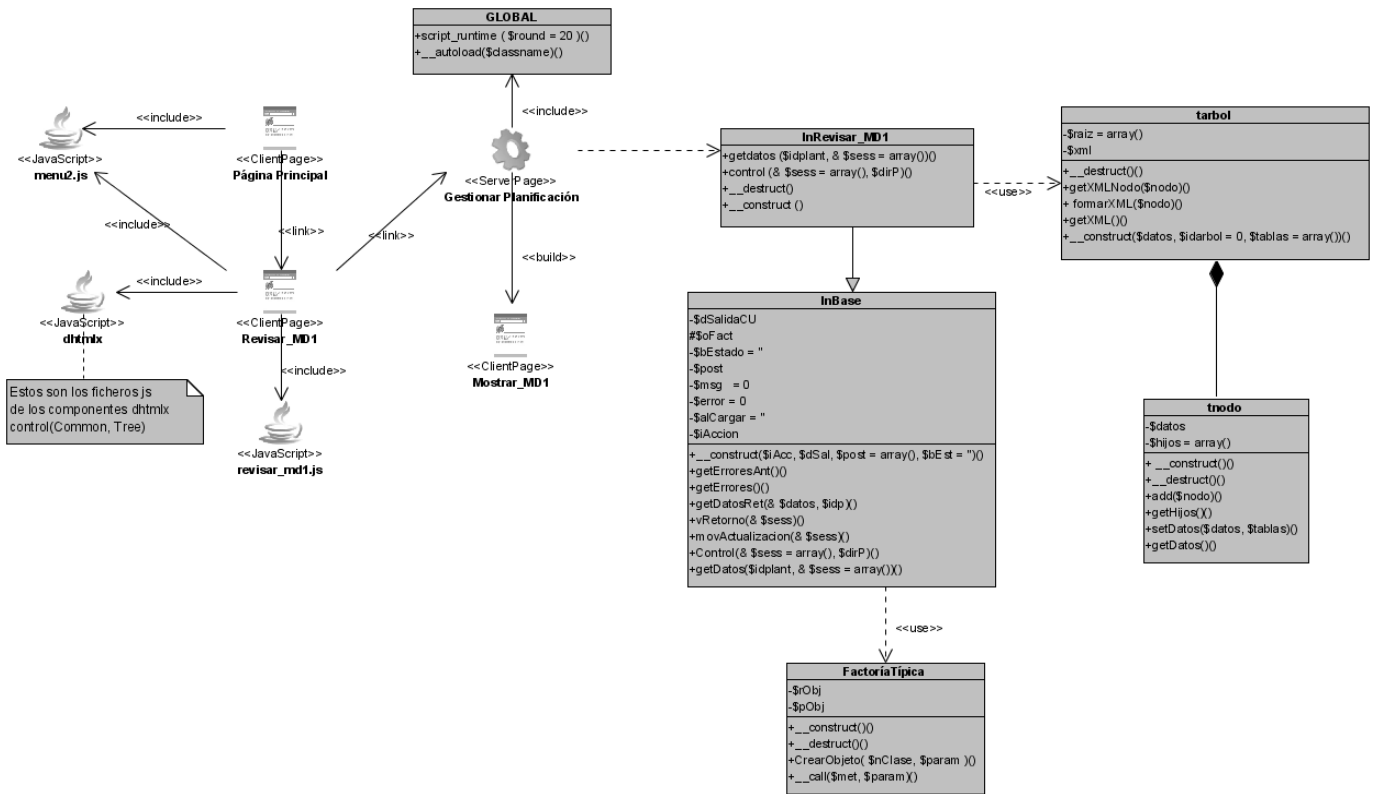 GLOBAL
+script_runtime ( $round = 20 )()
+__autoload($classname)()
<<include>>
<<JavaScript>>
menu2.js
<<include>>
<<ClientPage>>
Página Principal
<<include>>
<<link>>
<<Serve Page>>
Gestionar Planificación
<<link>>
<<build>>
<<include>>
<<JavaScript>>
dhtmlx
<<ClientPage>>
Revisar_MD1
<<include>>
<<ClientPage>>
Mostrar_MD1
Estos son los ficheros js
de los componentes dhtmlx
control(Common, Tree)
<<JavaScript>>
revisar_md1.js
InRevisar_MD1
+getdatos ($idplant, & $sess = array())()
+control (& $sess = array(), $dirP)()
+__destruct()
+__construct ()
<<use>>
tarbol
-$raiz = array()
-$xml
+__destruct()()
+getXMLNodo($nodo)()
+ formarXML($nodo)()
+getXML()()
+__construct($datos, $idarbol = 0, $tablas = array())()
InBase
-$dSalidaCU
#$oFact
-$bEstado = ''
-$post
-$msg = 0
-$error = 0
-$alCargar = ''
-$iAccion
+__construct($iAcc, $dSal, $post = array(), $bEst = '')()
+getErroresAnt()()
+getErrores()()
+getDatosRet(& $datos, $idp)()
+vRetorno(& $sess)()
+movActualizacion(& $sess)()
+Control(& $sess = array(), $dirP)()
+getDatos($idplant, & $sess = array())()
tnodo
-$datos
-$hijos = array()
+ __construct()()
+__destruct()()
+add($nodo)()
+getHijos()()
+setDatos($datos, $tablas)()
+getDatos()()
<<use>>
FactoríaTípica
-$rObj
-$pObj
+__construct()()
+__destruct()()
+CrearObjeto( $nClase, $param )()
+__call($met, $param)()